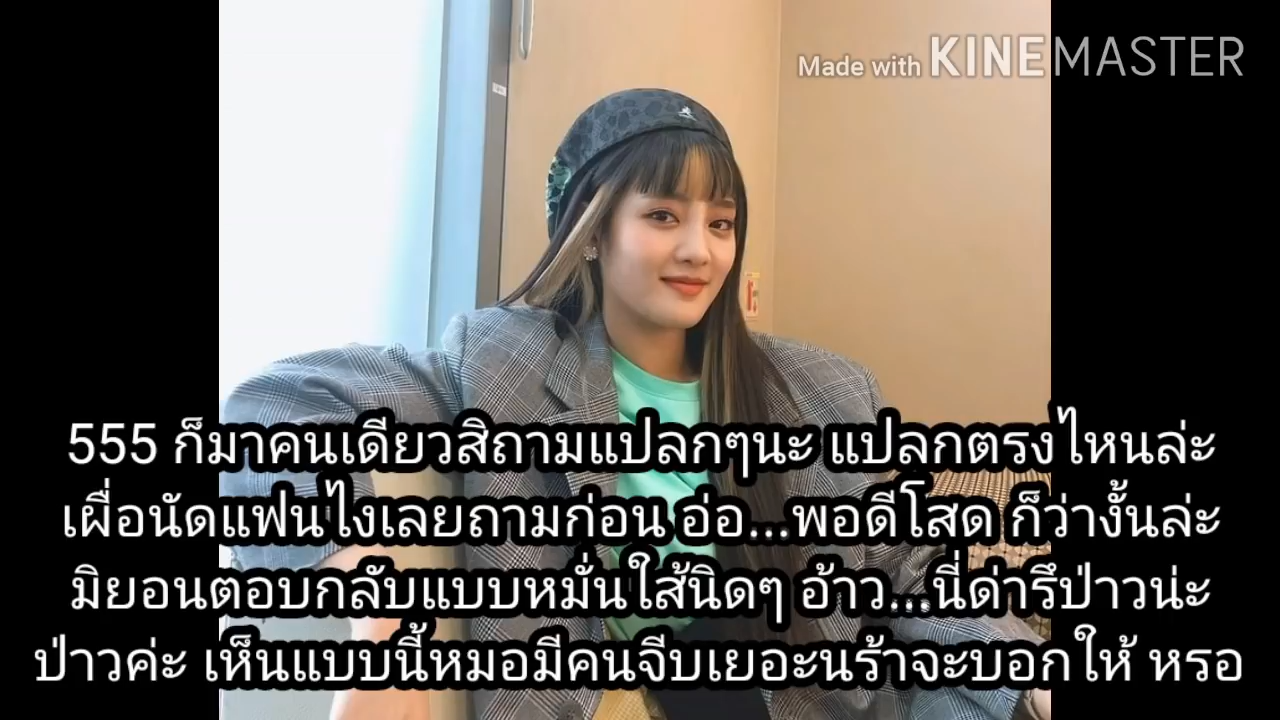 Made with KINEMASTER
555 ก็มาคนเดียวสิถามแปลกๆนะ แปลกตรงไหนล่ะ
เผื่อนัดแฟนไงเลยถามก่อน อ่อ...พอดีโสด ก็ว่างั้นล่ะ
มิยอนตอบกลับแบบหมั่นใส้นิดๆ อ้าว...นี่ด่ารึป่าวน่ะ
ป่าวค่ะ เห็นแบบนี้หมอมีคนจีบเยอะนร้าจะบอกให้ หรอ